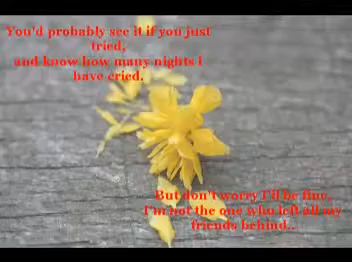 You'd probably see it if you just
tried,
and know how many nights i
have cried.
But don't worry I'll be fine,
I'm not the one who left all my
friends behind..